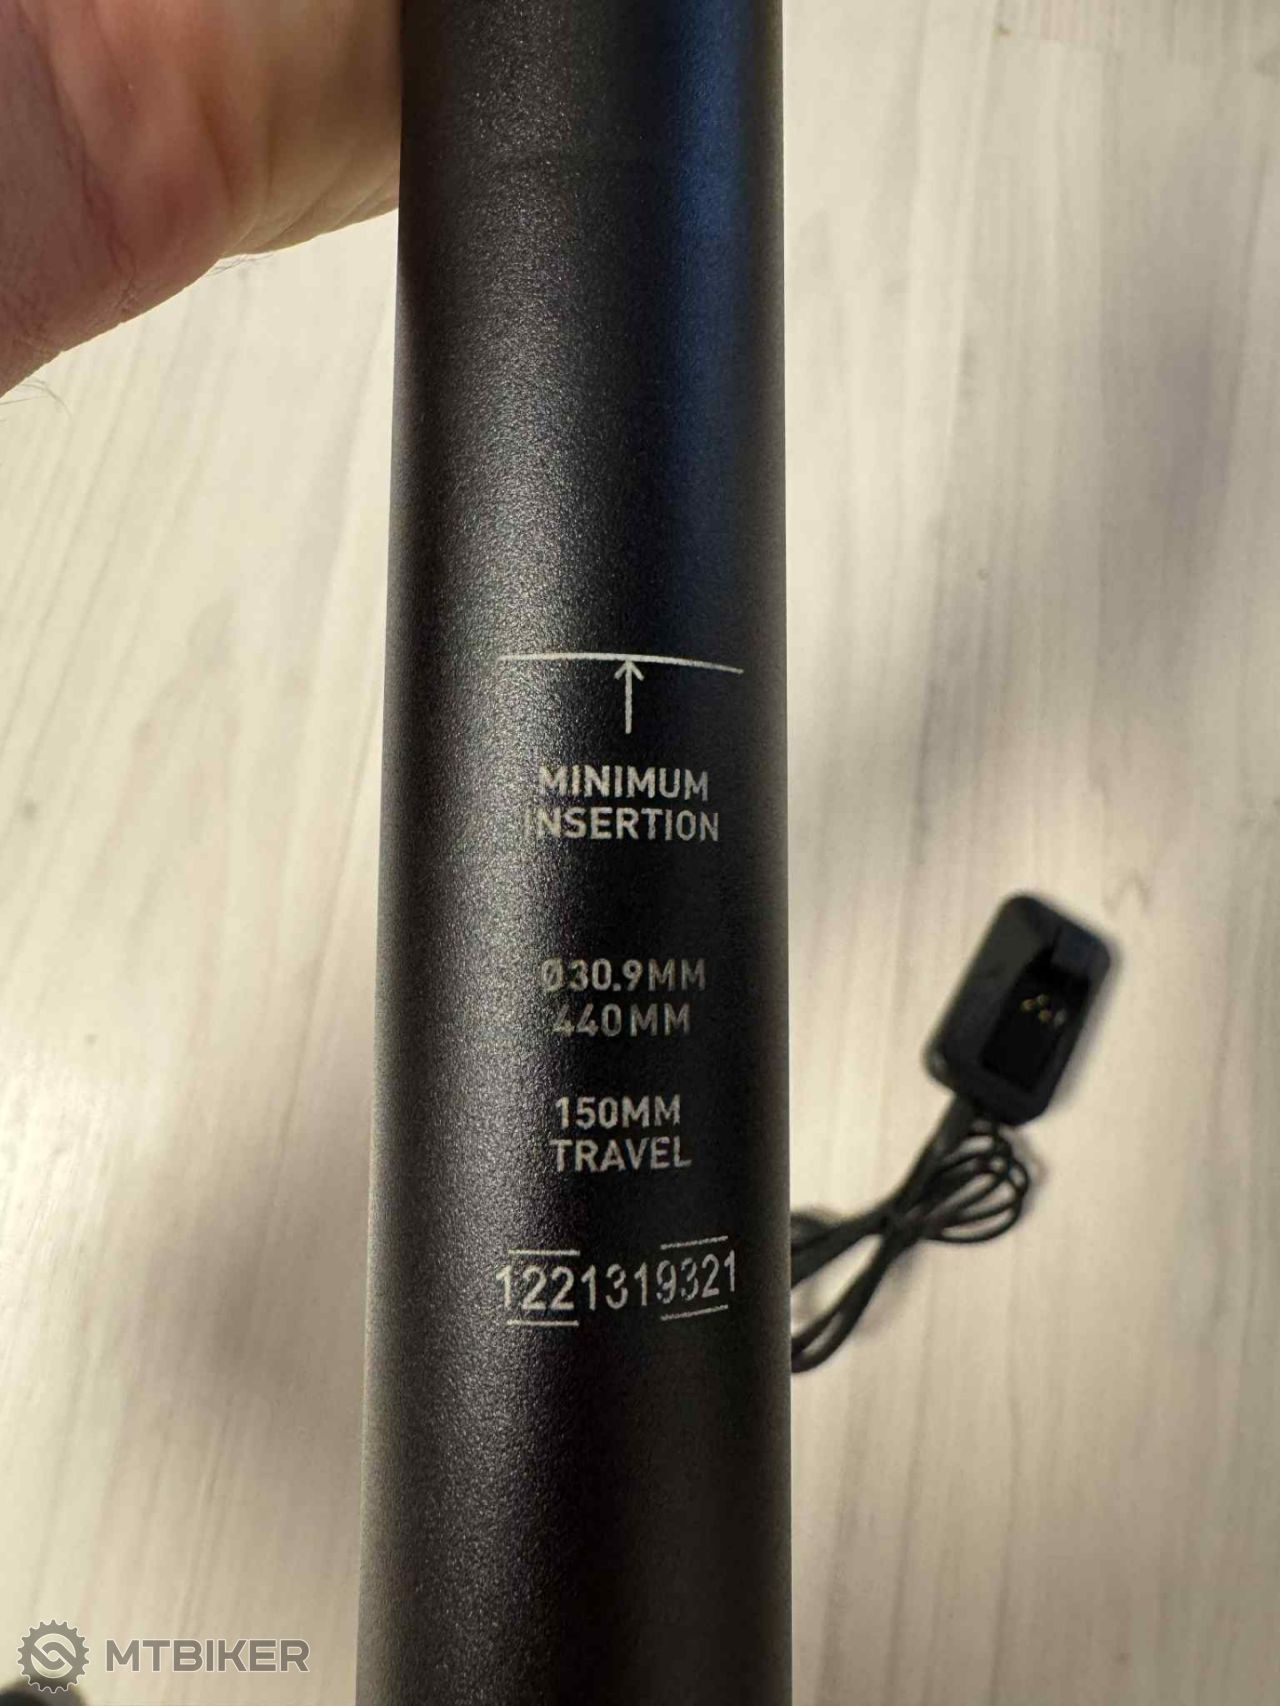 MINIMUM
INSERTION
Ø30.9MM
440MM
150MM
TRAVEL
1221319321
MTBIKER